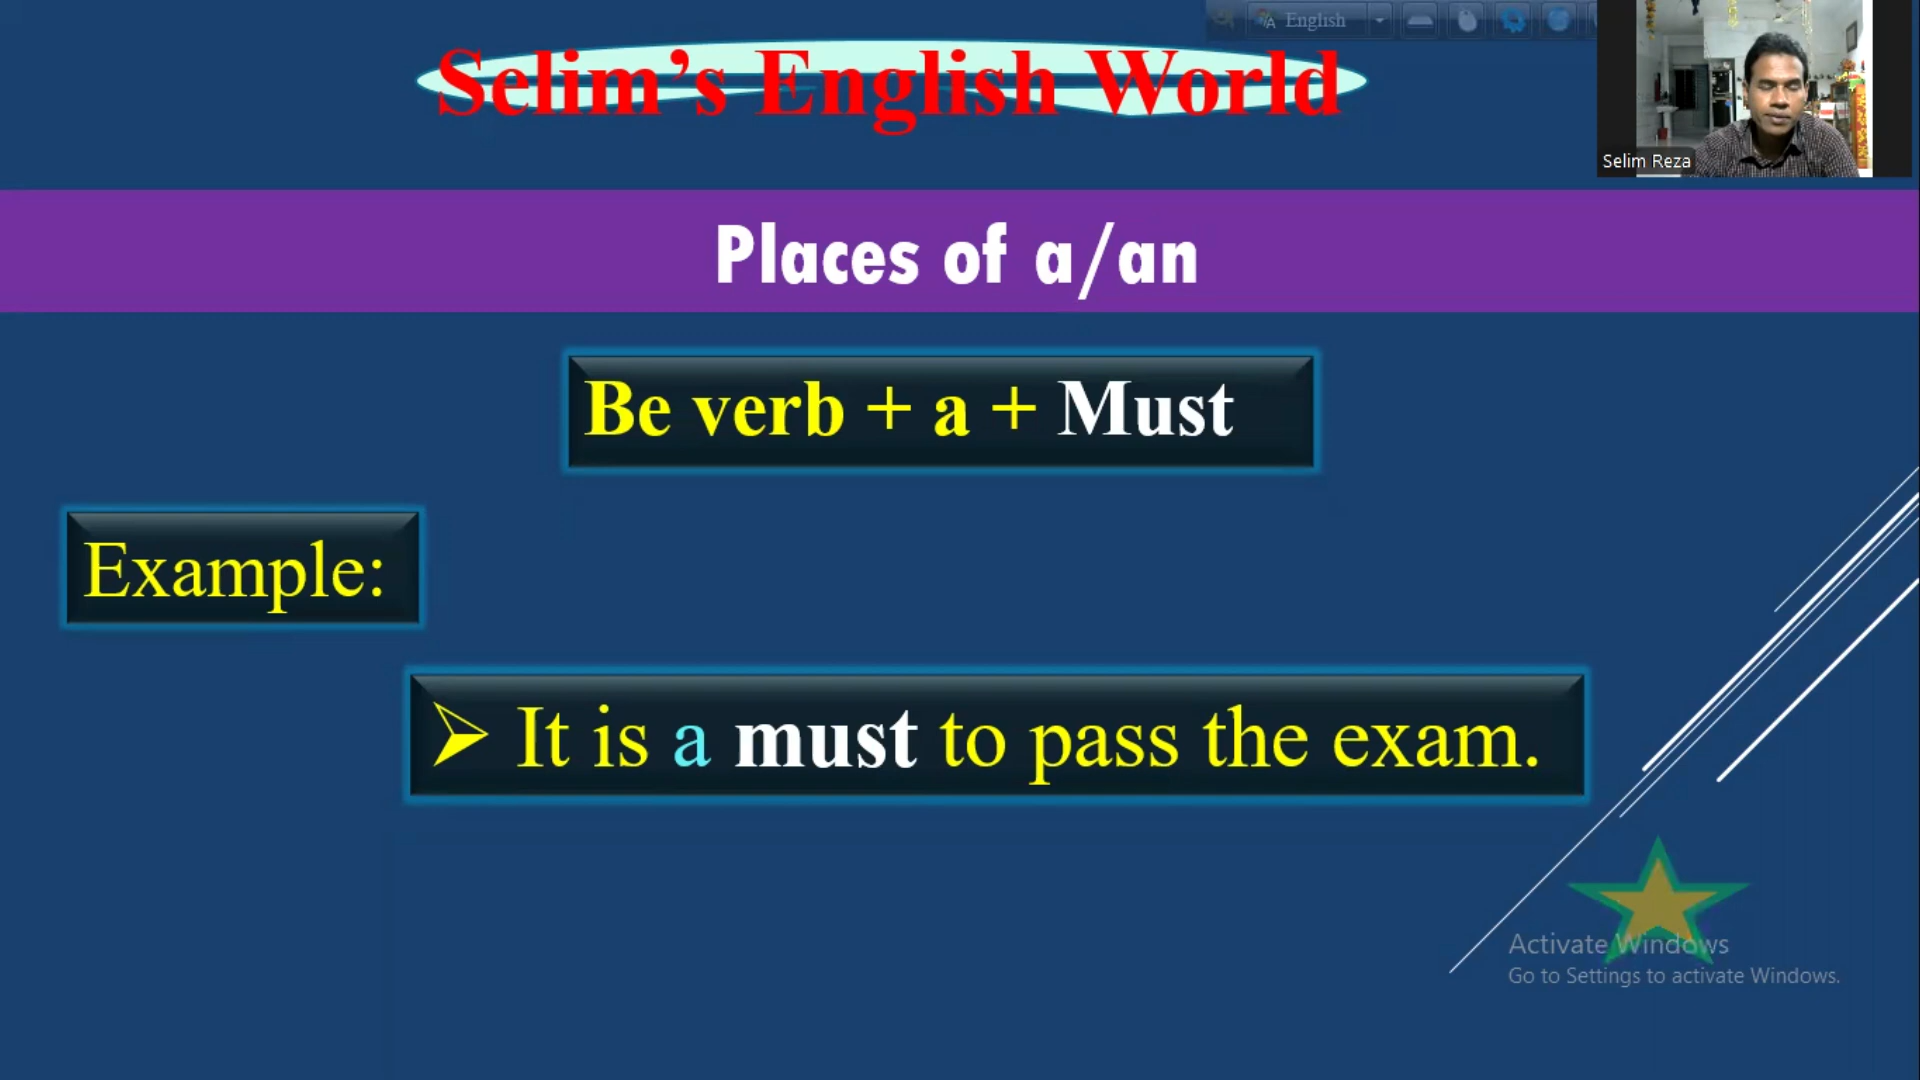 English
Selim's English World
Selim Reza
Places of a/an
Be verb + a + Must
Example:
It is a must to pass the exam.
Activate Windows
Go to Settings to activate Windows.